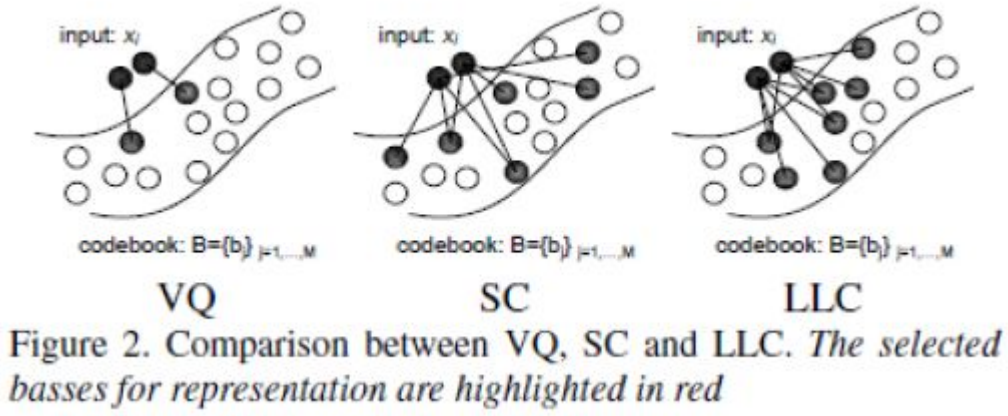 input: xi input: xi input: xi
codebook: B={bj} j=1,...,M codebook: B={bj} j=1,...,M codebook: B={bj} j=1,...,M
VQ SC LLC
Figure 2. Comparison between VQ, SC and LLC. The selected
basses for representation are highlighted in red